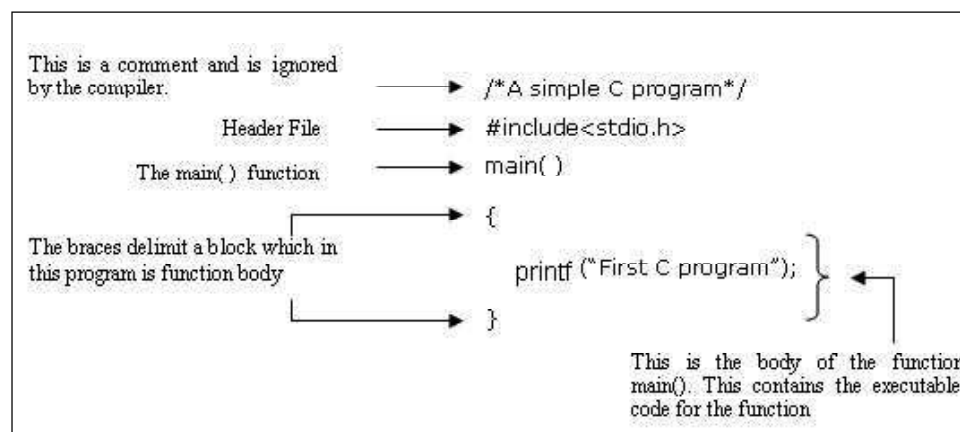 This is a comment and is ignored
by the compiler.
/*A simple C program*/
Header File
#include<stdio.h>
The main( ) function
main( )
{
The braces delimit a block which in
this program is function body
printf ("First C program");
}
This is the body of the function
main(). This contains the executable
code for the function